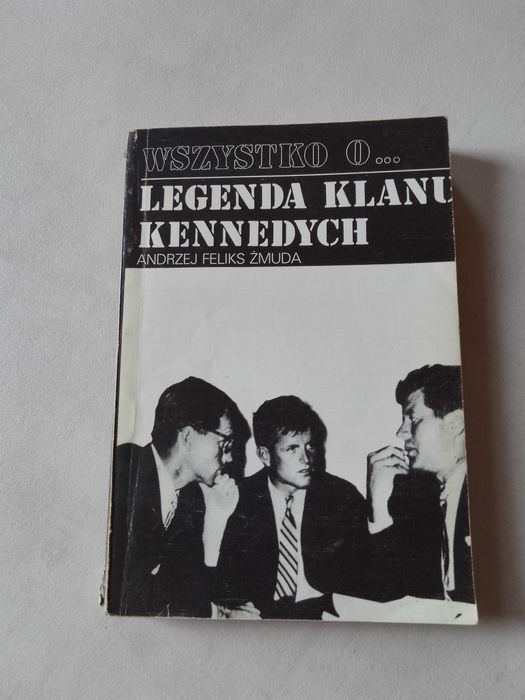 WSZYSTKO O...
LEGENDA KLANU
KENNEDYCH
ANDRZEJ FELIKS ŻMUDA